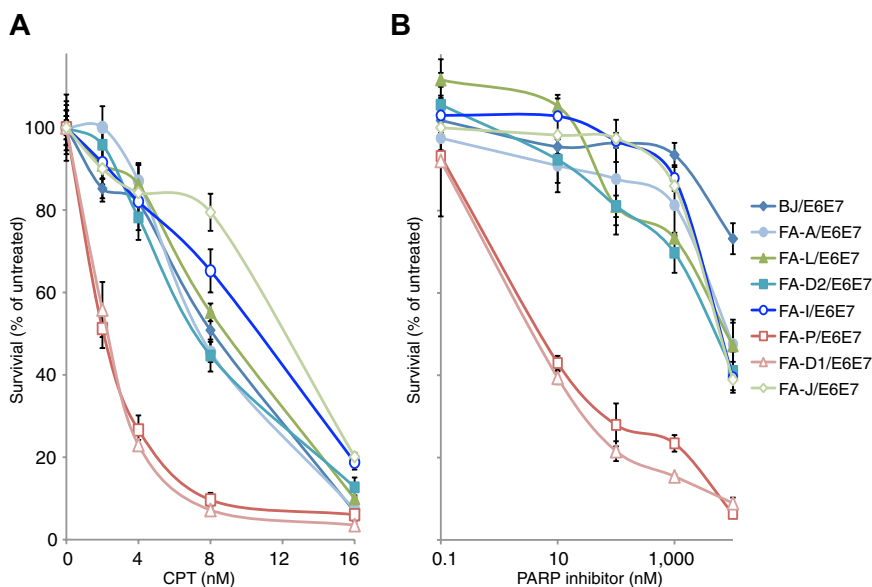 A
B
Survivial (% of untreated)
100
80
60
40
20
0
0
4
8
12
16
CPT (nM)
Survivial (% of untreated)
0.1
10
1,000
PARP inhibitor (nM)
BJ/E6E7
FA-A/E6E7
FA-L/E6E7
FA-D2/E6E7
FA-I/E6E7
FA-P/E6E7
FA-D1/E6E7
FA-J/E6E7